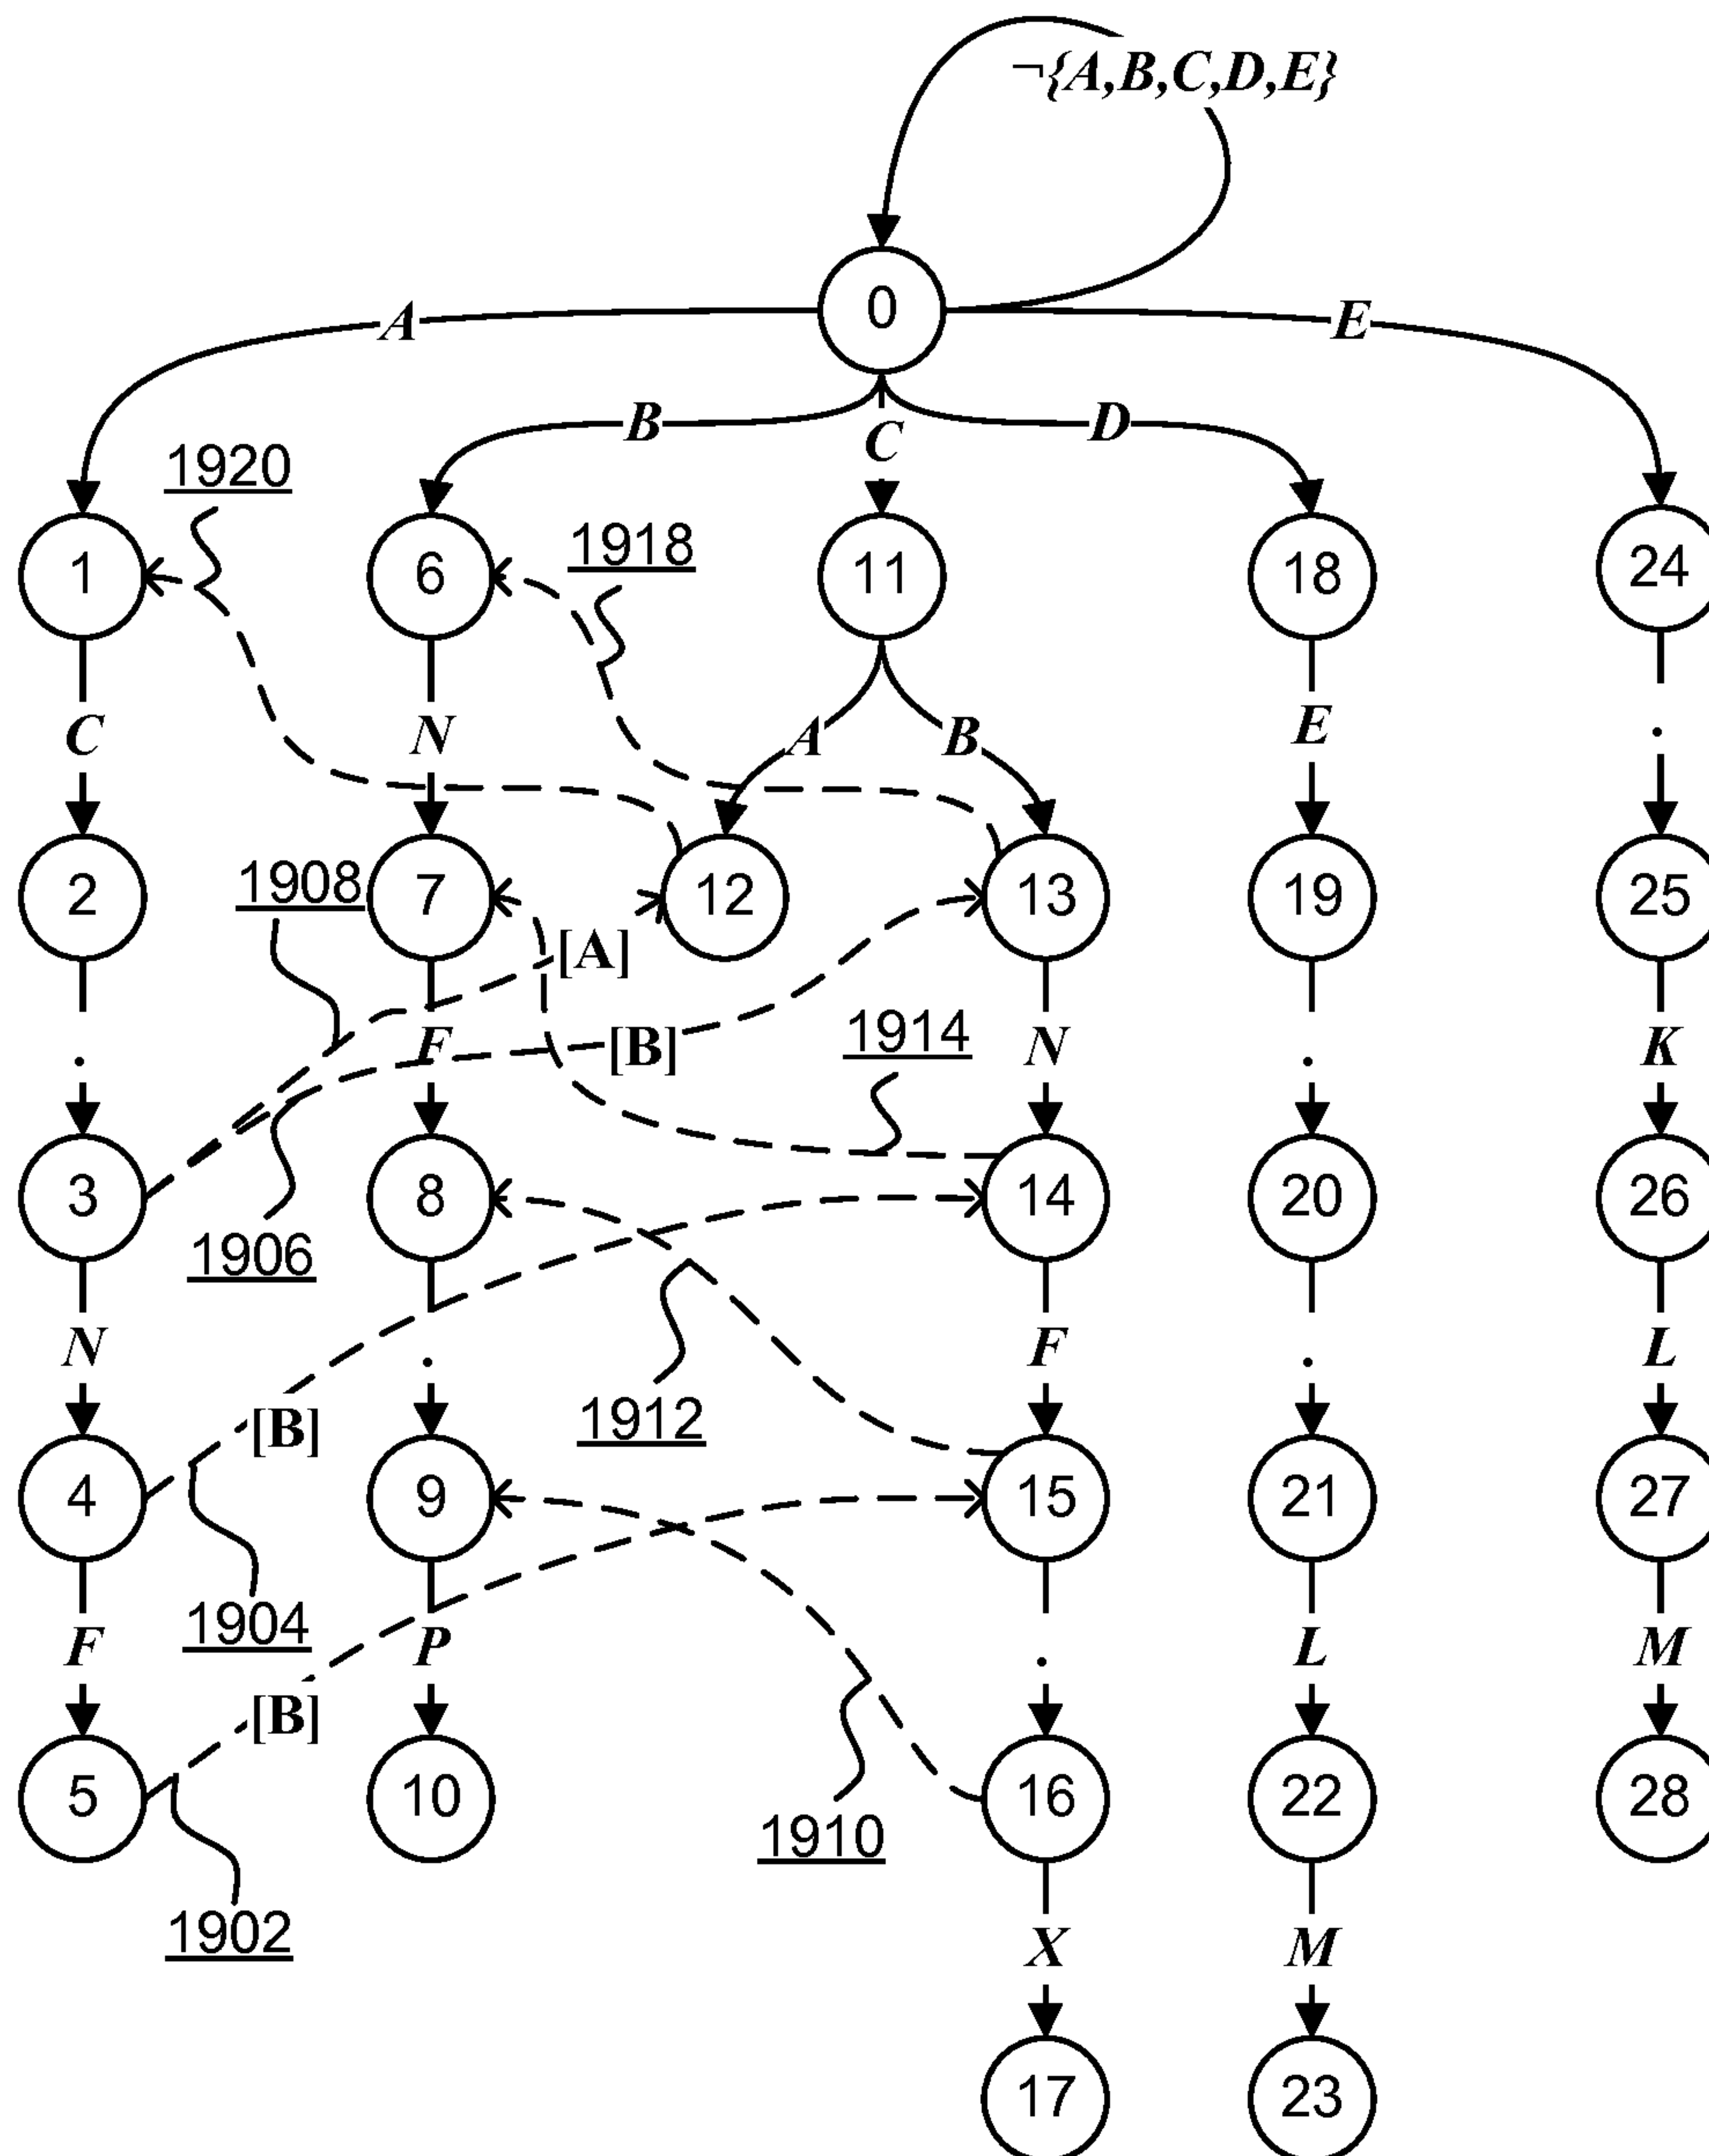 ¬{A,B,C,D,E}
0
A
E
B
D
C
1920
1918
1
6
11
18
24
C
N
A
B
E
.
2
1908
7
12
13
19
25
[A]
.
F
[B]
1914
N
.
K
3
1906
8
14
20
26
N
.
1912
F
.
L
4
[B]
9
15
21
27
1904
F
[B]
P
.
L
M
5
10
1910
16
22
28
1902
X
M
17
23